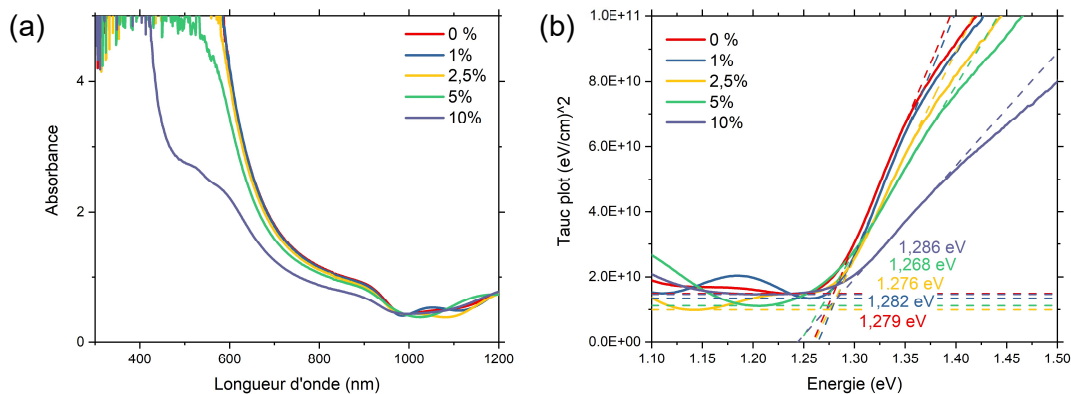 (a)
Absorbance
4
2
0
0 %
1%
2,5%
5%
10%
400
600
800
1000
1200
Longueur d'onde (nm)
(b)
Tauc plot (eV/cm)^2
1.0E+11
8.0E+10
6.0E+10
4.0E+10
2.0E+10
0.0E+00
0 %
1%
2,5%
5%
10%
1,286 eV
1,268 eV
1.276 eV
1,282 eV
1,279 eV
1.10
1.15
1.20
1.25
1.30
1.35
1.40
1.45
1.50
Energie (eV)